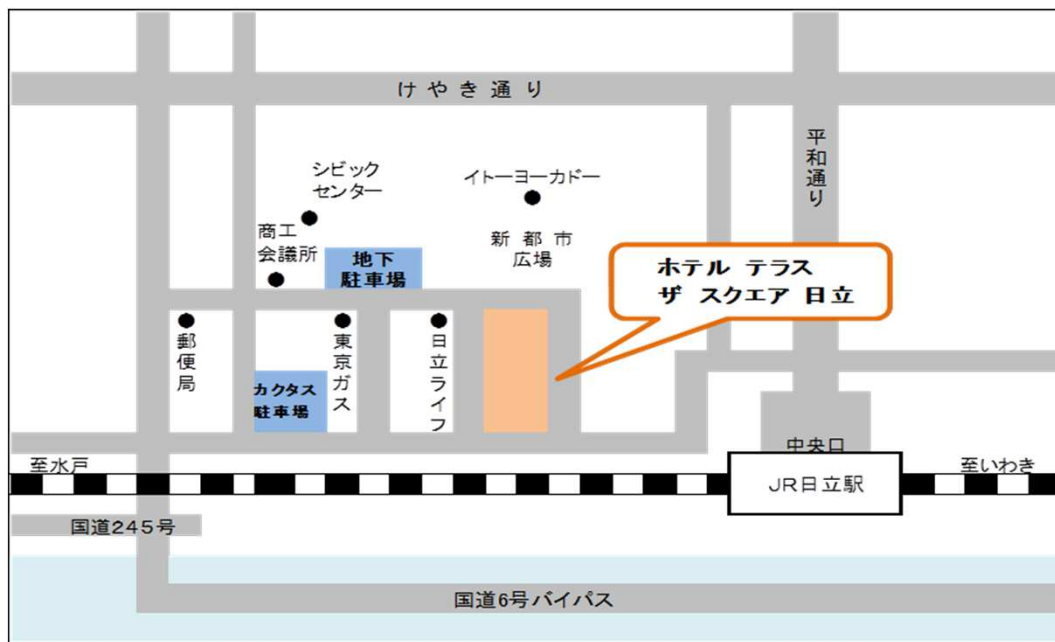 けやき通り
平和通り
シビック
センター
イトーヨーカドー
商工
会議所
新都市
広場
地下
駐車場
ホテル テラス
ザ スクエア 日立
郵便局
東京ガス
日立ライフ
カクタス
駐車場
中央口
至水戸
至いわき
JR日立駅
国道245号
国道6号バイパス